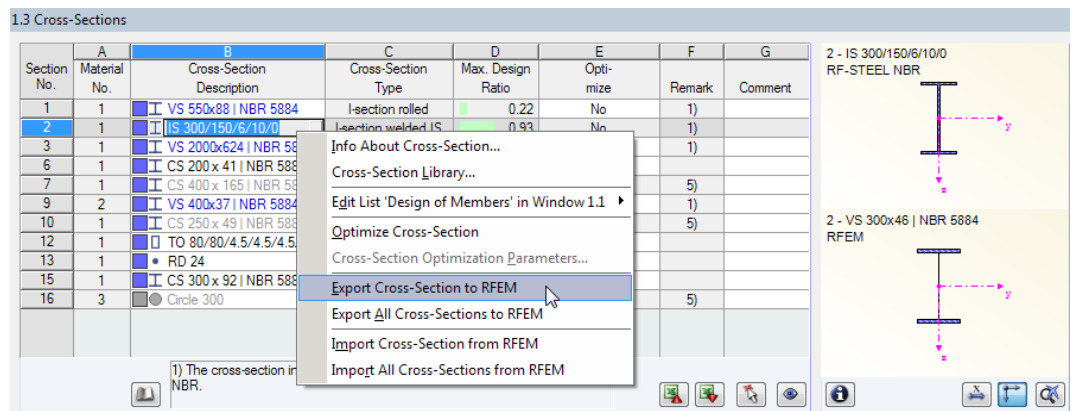 1.3 Cross-Sections
A B C D E F G
Section Material Cross-Section Cross-Section Max. Design Opti-
No. No. Description Type Ratio mize Remark Comment
1 1 VS 550x88 | NBR 5884 I-section rolled 0.22 No 1)
2 1 IS 300/150/6/10/0 I-section welded IS 0.93 No 1)
3 1 VS 2000x624 | NBR 58 1)
6 1 CS 200 x 41 | NBR 588
7 1 CS 400 x 165 | NBR 58 5)
9 2 VS 400x37 | NBR 5884 1)
10 1 CS 250 x 49 | NBR 588 5)
12 1 TO 80/80/4.5/4.5/4.5.
13 1 RD 24
15 1 CS 300 x 92 | NBR 588
16 3 Circle 300 5)
Info About Cross-Section...
Cross-Section Library...
Edit List 'Design of Members' in Window 1.1
Optimize Cross-Section
Cross-Section Optimization Parameters...
Export Cross-Section to RFEM
Export All Cross-Sections to RFEM
Import Cross-Section from RFEM
Import All Cross-Sections from RFEM
1) The cross-section in
NBR.
2 - IS 300/150/6/10/0
RF-STEEL NBR
y
z
2 - VS 300x46 | NBR 5884
RFEM
y
z